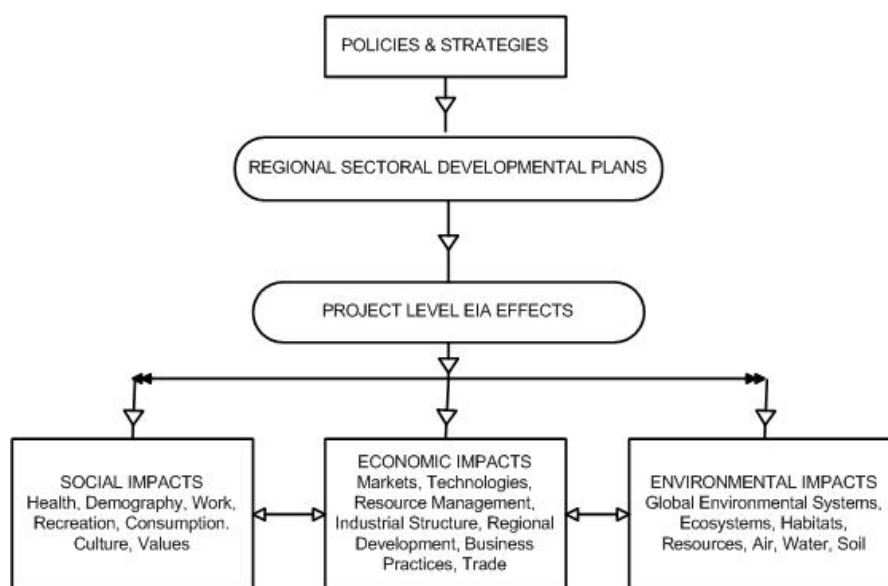 POLICIES & STRATEGIES
REGIONAL SECTORAL DEVELOPMENTAL PLANS
PROJECT LEVEL EIA EFFECTS
SOCIAL IMPACTS
Health, Demography, Work,
Recreation, Consumption.
Culture, Values
ECONOMIC IMPACTS
Markets, Technologies,
Resource Management,
Industrial Structure, Regional
Development, Business
Practices, Trade
ENVIRONMENTAL IMPACTS
Global Environmental Systems,
Ecosystems, Habitats,
Resources, Air, Water, Soil